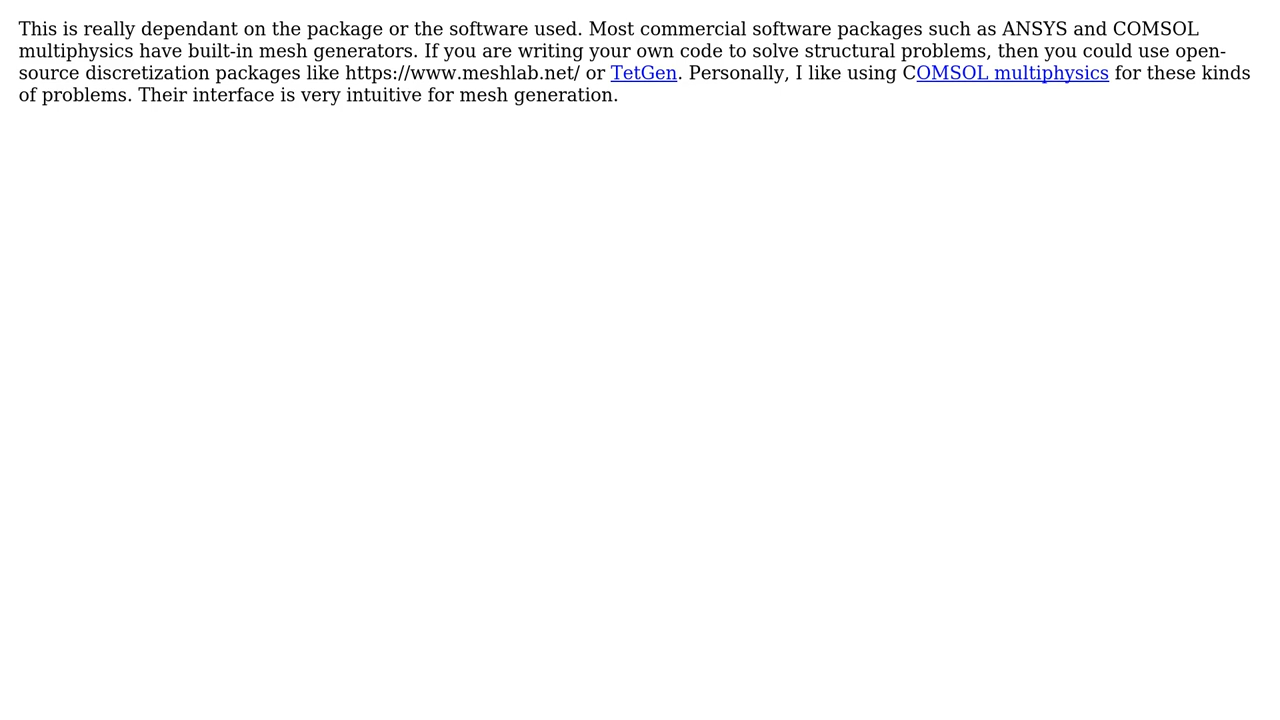 This is really dependant on the package or the software used. Most commercial software packages such as ANSYS and COMSOL
multiphysics have built-in mesh generators. If you are writing your own code to solve structural problems, then you could use open-
source discretization packages like https://www.meshlab.net/ or TetGen. Personally, I like using COMSOL multiphysics for these kinds
of problems. Their interface is very intuitive for mesh generation.